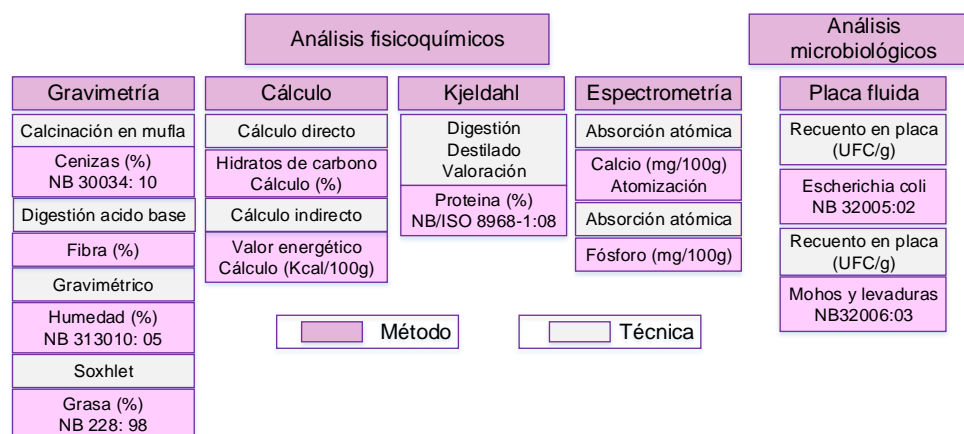 Análisis fisicoquímicos
Análisis
microbiológicos
Gravimetría
Calcinación en mufla
Cenizas (%)
NB 30034: 10
Digestión acido base
Fibra (%)
Gravimétrico
Humedad (%)
NB 313010: 05
Soxhlet
Grasa (%)
NB 228: 98
Cálculo
Cálculo directo
Hidratos de carbono
Cálculo (%)
Cálculo indirecto
Valor energético
Cálculo (Kcal/100g)
Kjeldahl
Digestión
Destilado
Valoración
Proteina (%)
NB/ISO 8968-1:08
Espectrometría
Absorción atómica
Calcio (mg/100g)
Atomización
Absorción atómica
Fósforo (mg/100g)
Placa fluida
Recuento en placa
(UFC/g)
Escherichia coli
NB 32005:02
Recuento en placa
(UFC/g)
Mohos y levaduras
NB32006:03
Método
Técnica